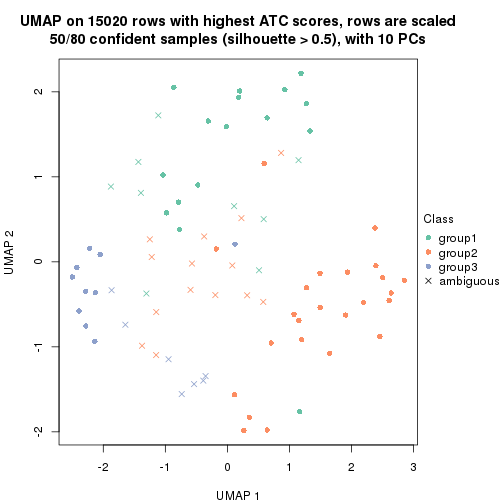 UMAP on 15020 rows with highest ATC scores, rows are scaled
50/80 confident samples (silhouette > 0.5), with 10 PCs
UMAP 2
2
1
0
-1
-2
-2
-1
0
1
2
3
UMAP 1
Class
group1
group2
group3
ambiguous